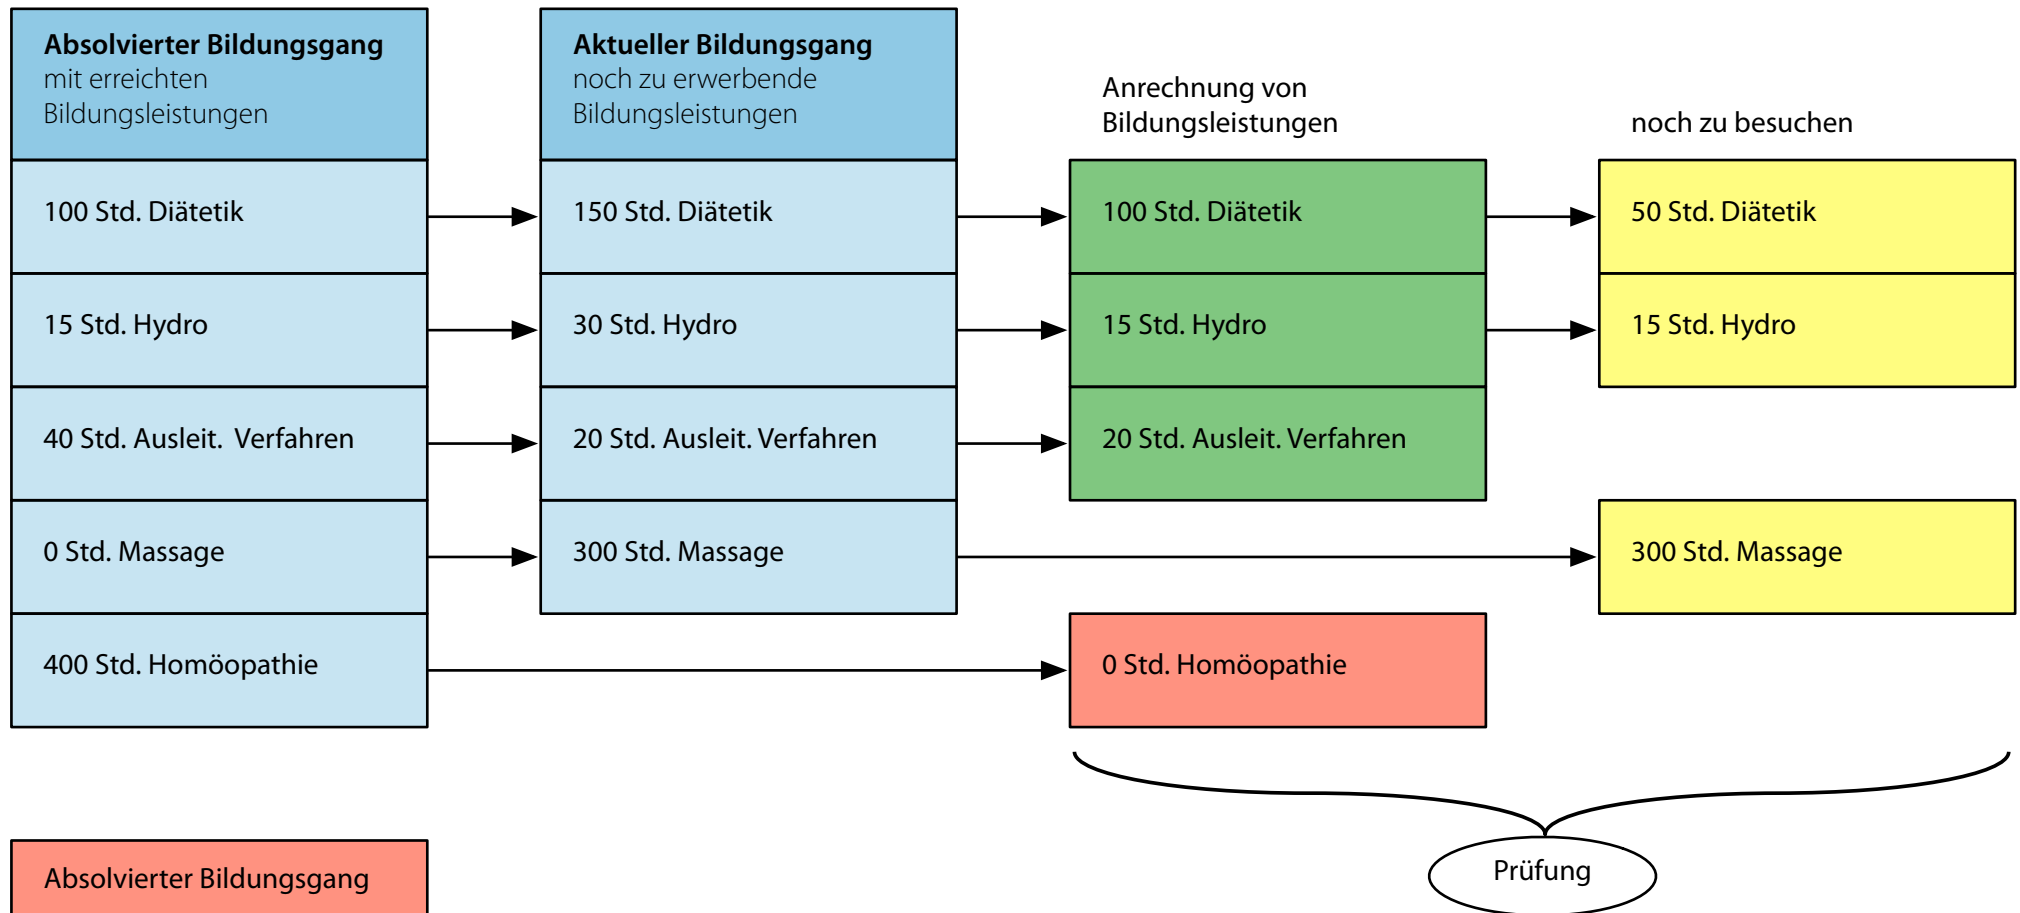 Absolvierter Bildungsgang
mit erreichten
Bildungsleistungen
Aktueller Bildungsgang
noch zu erwerbende
Bildungsleistungen
Anrechnung von
Bildungsleistungen
noch zu besuchen
100 Std. Diätetik
150 Std. Diätetik
100 Std. Diätetik
50 Std. Diätetik
15 Std. Hydro
30 Std. Hydro
15 Std. Hydro
15 Std. Hydro
40 Std. Ausleit. Verfahren
20 Std. Ausleit. Verfahren
20 Std. Ausleit. Verfahren
0 Std. Massage
300 Std. Massage
300 Std. Massage
400 Std. Homöopathie
0 Std. Homöopathie
Prüfung
Absolvierter Bildungsgang